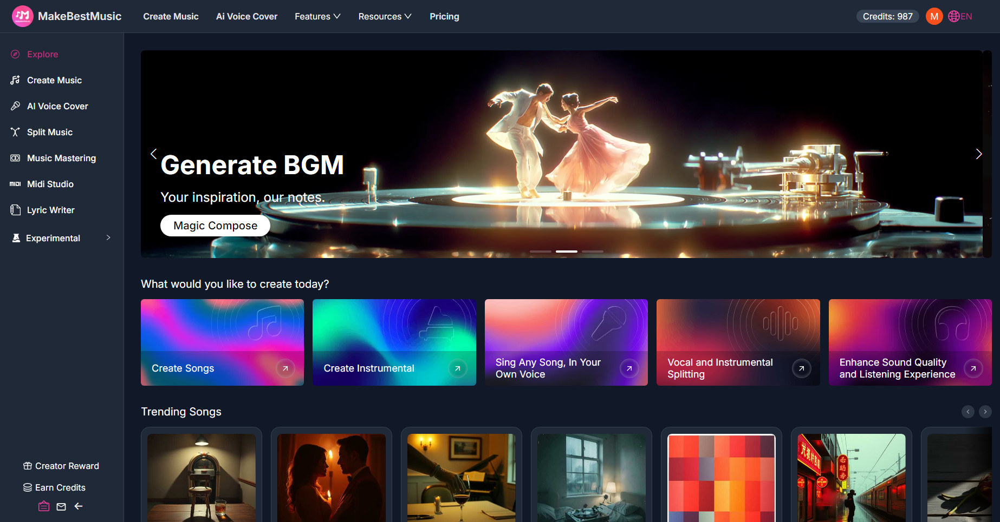 MakeBestMusic
Create Music
Ai Voice Cover
Features
Resources
Pricing
Credits: 987
M
EN
Explore
Create Music
AI Voice Cover
Split Music
Music Mastering
Midi Studio
Lyric Writer
Experimental
Creator Reward
Earn Credits
Generate BGM
Your inspiration, our notes.
Magic Compose
What would you like to create today?
Create Songs
Create Instrumental
Sing Any Song, In Your
Own Voice
Vocal and Instrumental
Splitting
Enhance Sound Quality
and Listening Experience
Trending Songs